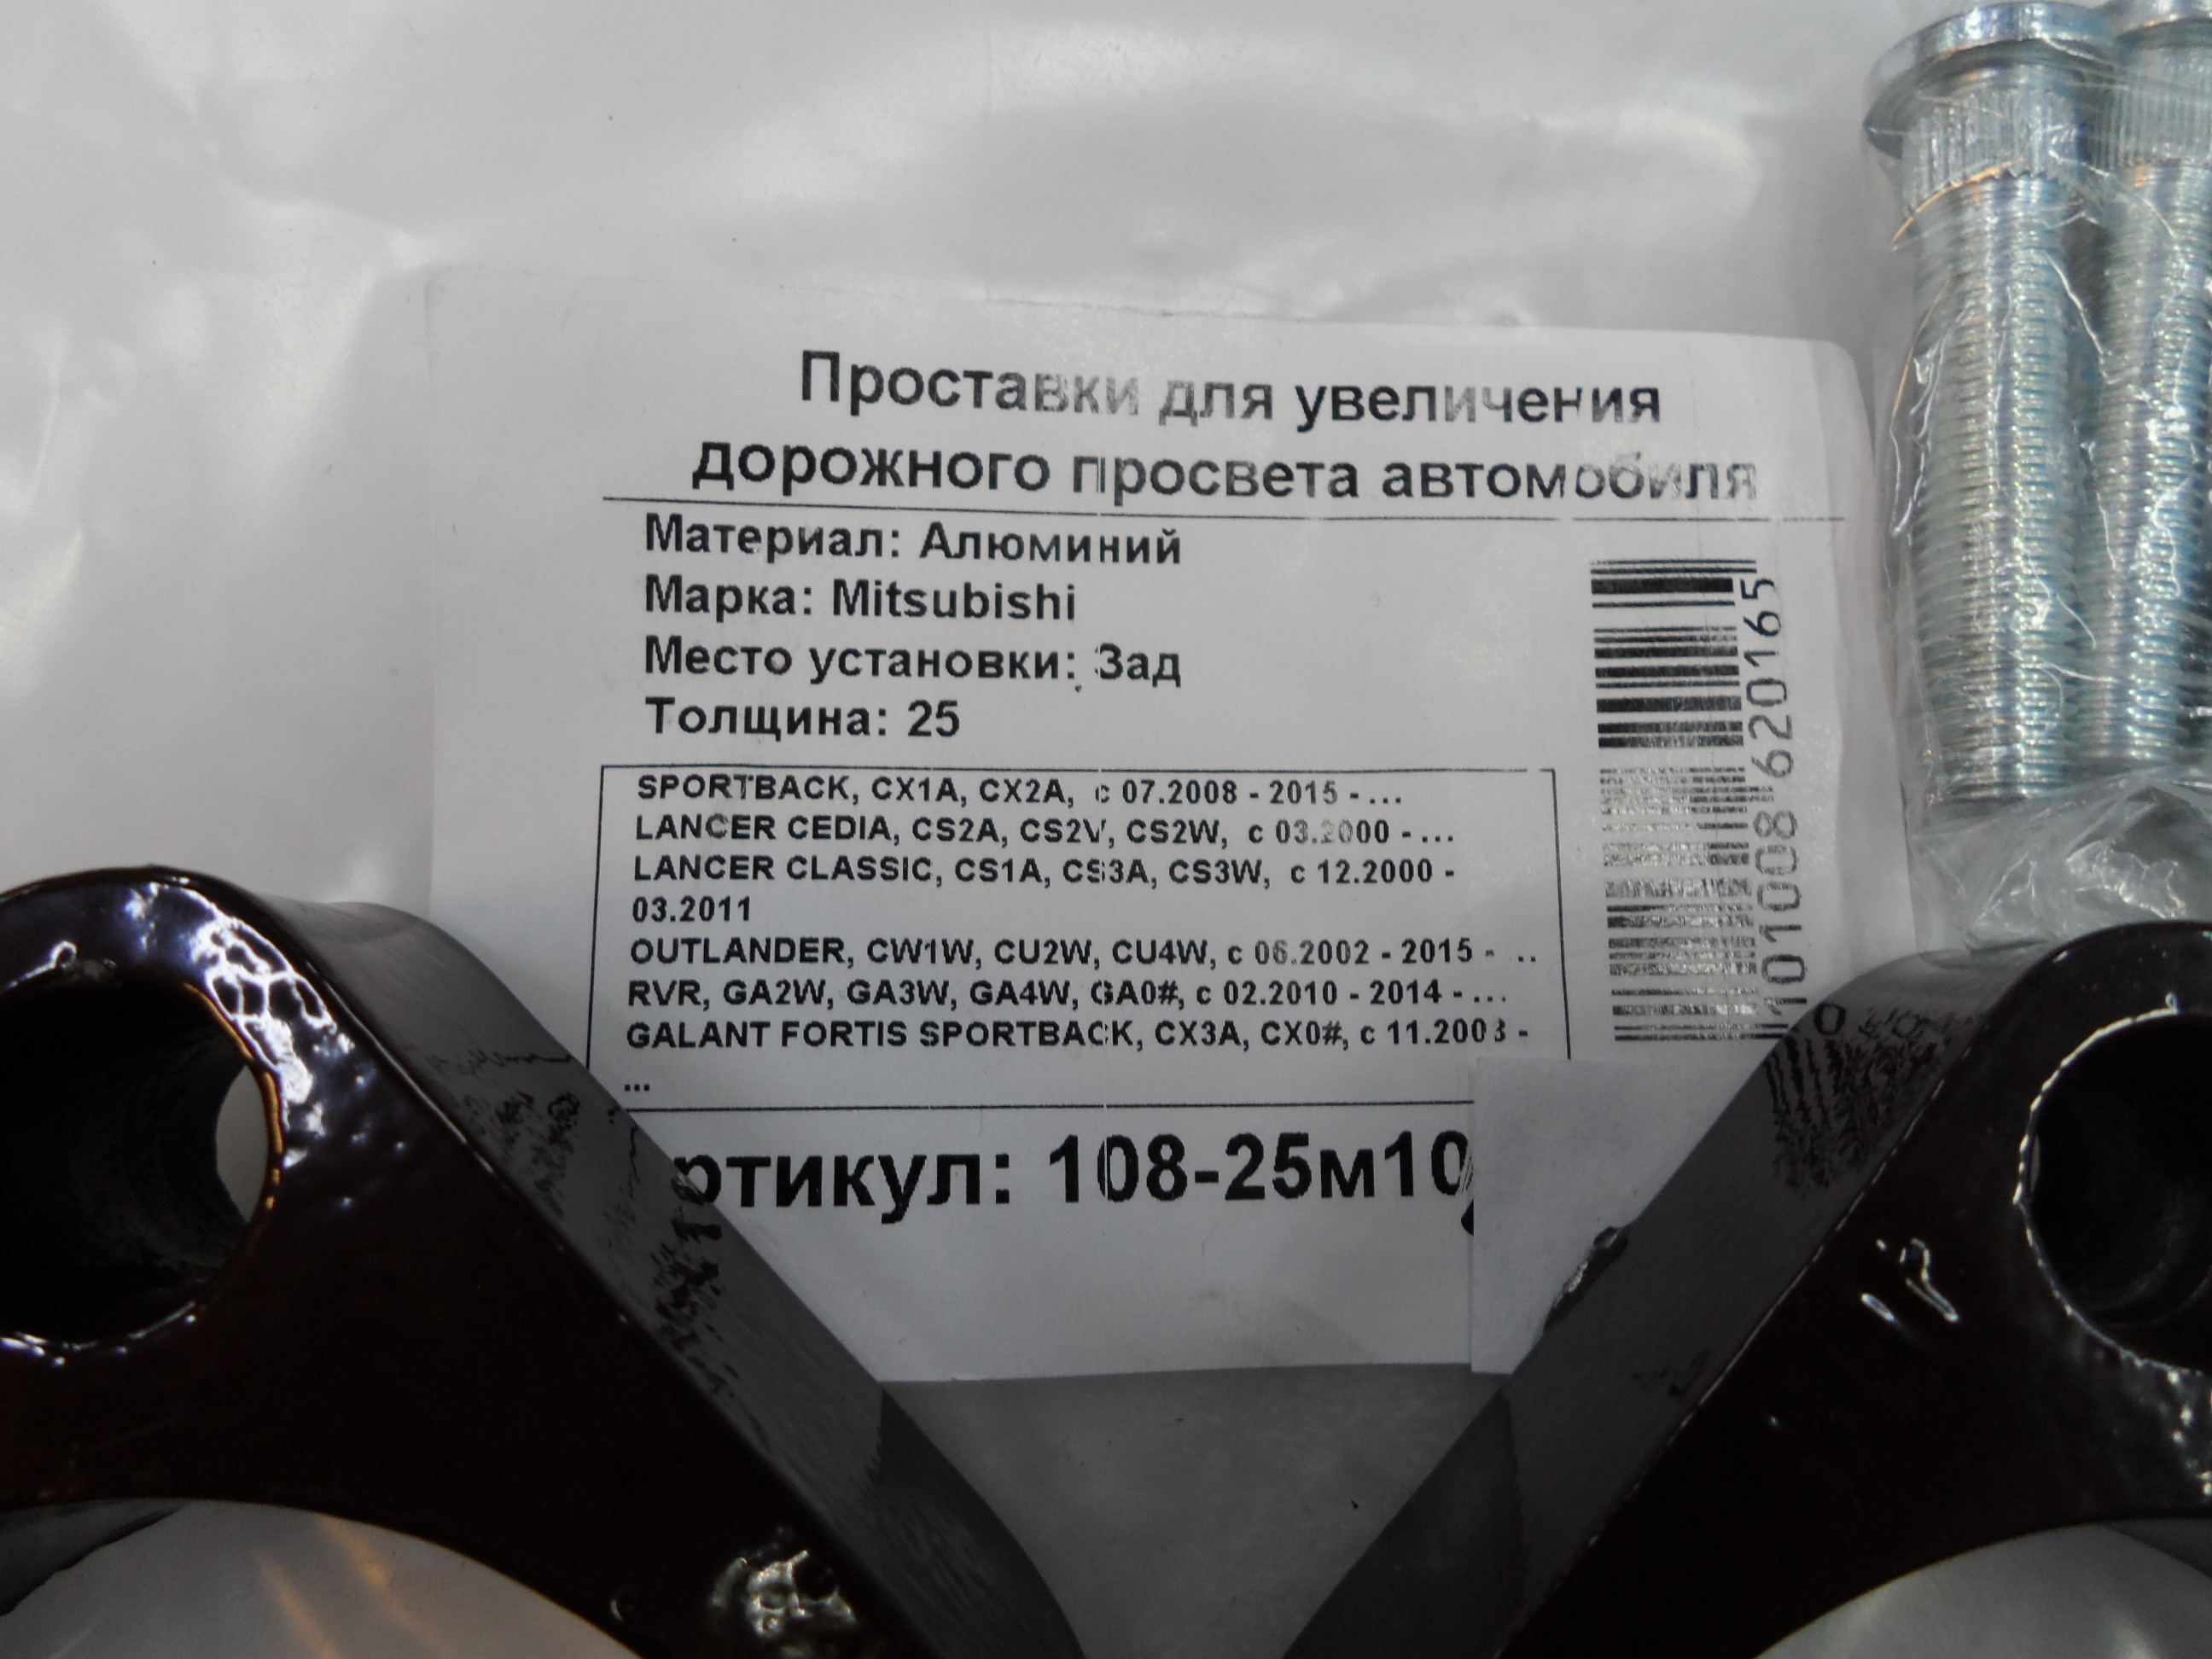 Проставки для увеличения
дорожного просвета автомобиля
Материал: Алюминий
Марка: Mitsubishi
Место установки: Зад
Толщина: 25
SPORTBACK, CX1A, CX2A, с 07.2008 - 2015 - ...
LANCER CEDIA, CS2A, CS2V, CS2W, с 03.2000 - ...
LANCER CLASSIC, CS1A, CS3A, CS3W, с 12.2000 -
03.2011
OUTLANDER, CW1W, CU2W, CU4W, с 06.2002 - 2015 - ..
RVR, GA2W, GA3W, GA4W, GA0#, с 02.2010 - 2014 - ...
GALANT FORTIS SPORTBACK, CX3A, CX0#, с 11.2008 -
...
ртикул: 108-25м10
101008620165